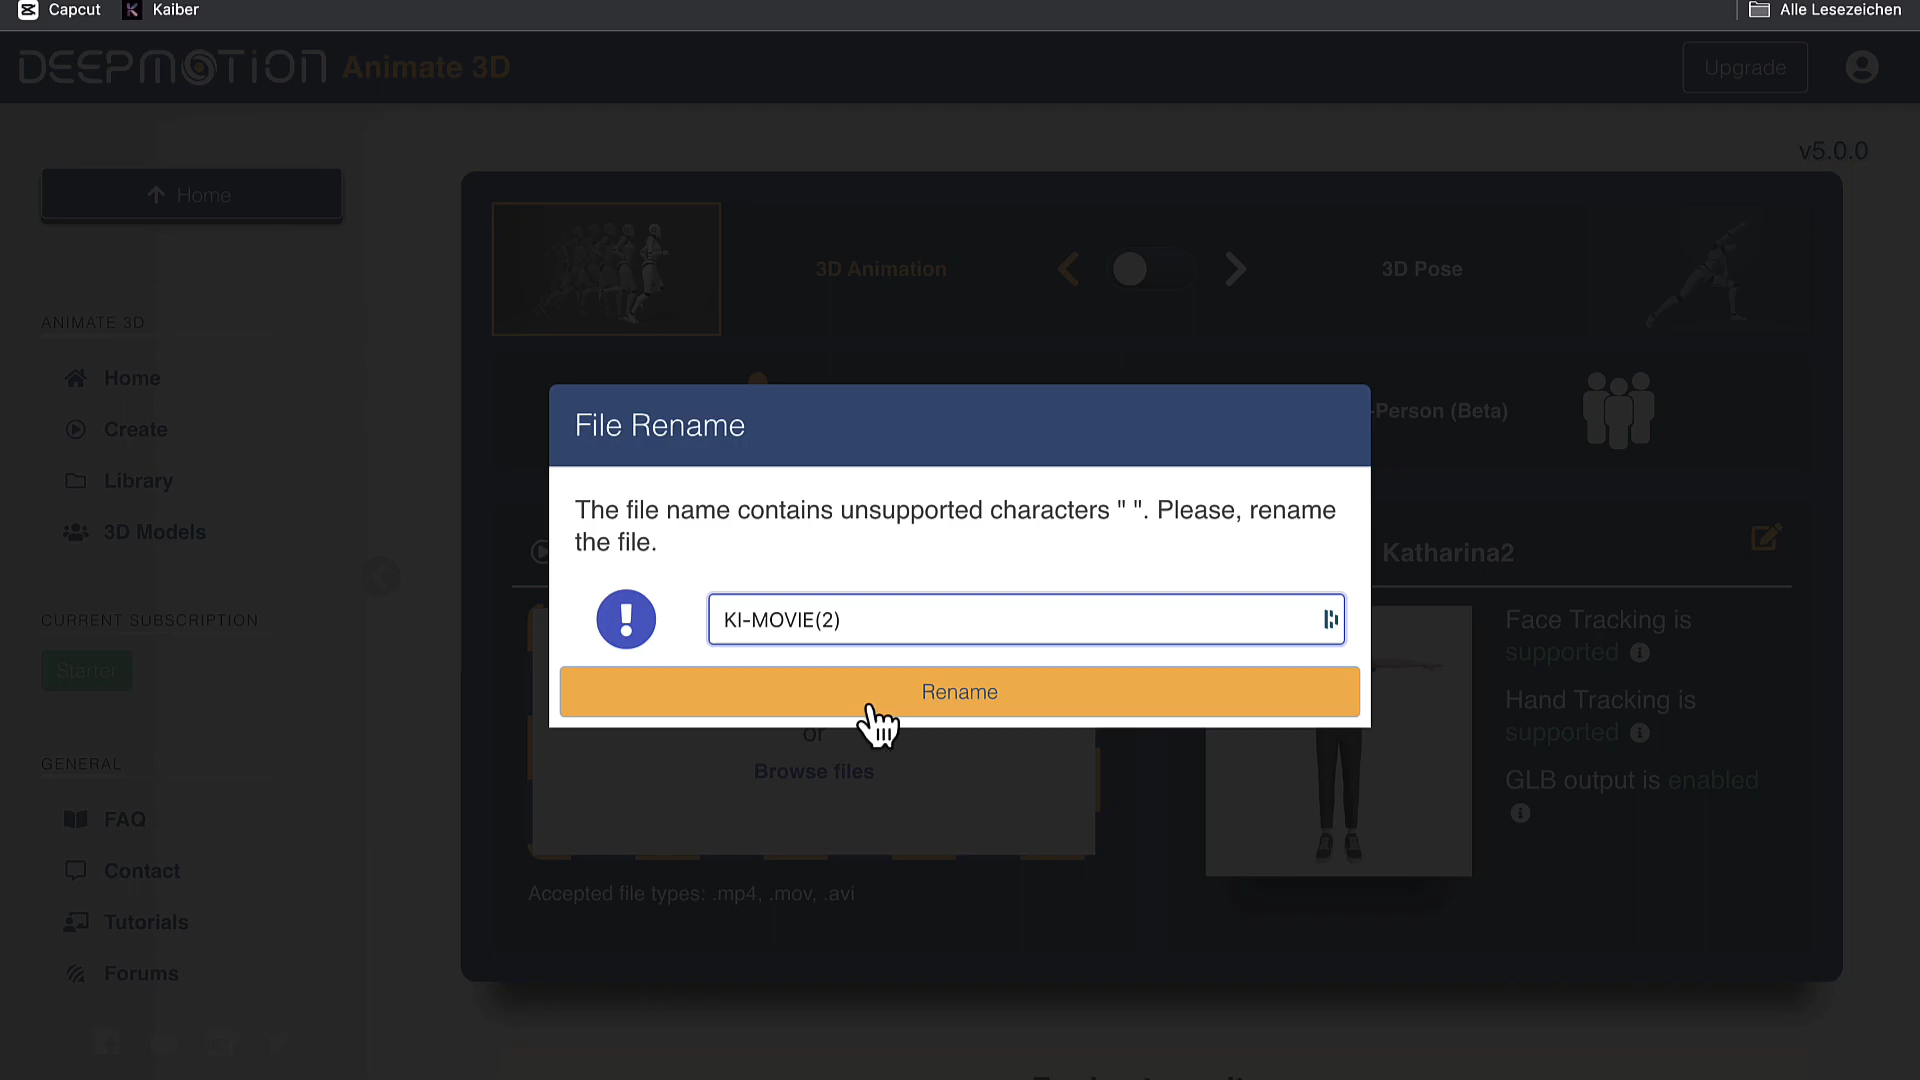 Capcut
Kaiber
Alle Lesezeichen
DEEPMOTION Animate 3D
Upgrade
v5.0.0
Home
3D Animation
3D Pose
ANIMATE 3D
Home
Create
Library
3D Models
-Person (Beta)
File Rename
The file name contains unsupported characters " ". Please, rename
the file.
KI-MOVIE(2)
Rename
Katharina2
Face Tracking is
supported
Hand Tracking is
supported
GLB output is enabled
or
Browse files
Accepted file types: .mp4, .mov, .avi
CURRENT SUBSCRIPTION
Starter
GENERAL
FAQ
Contact
Tutorials
Forums